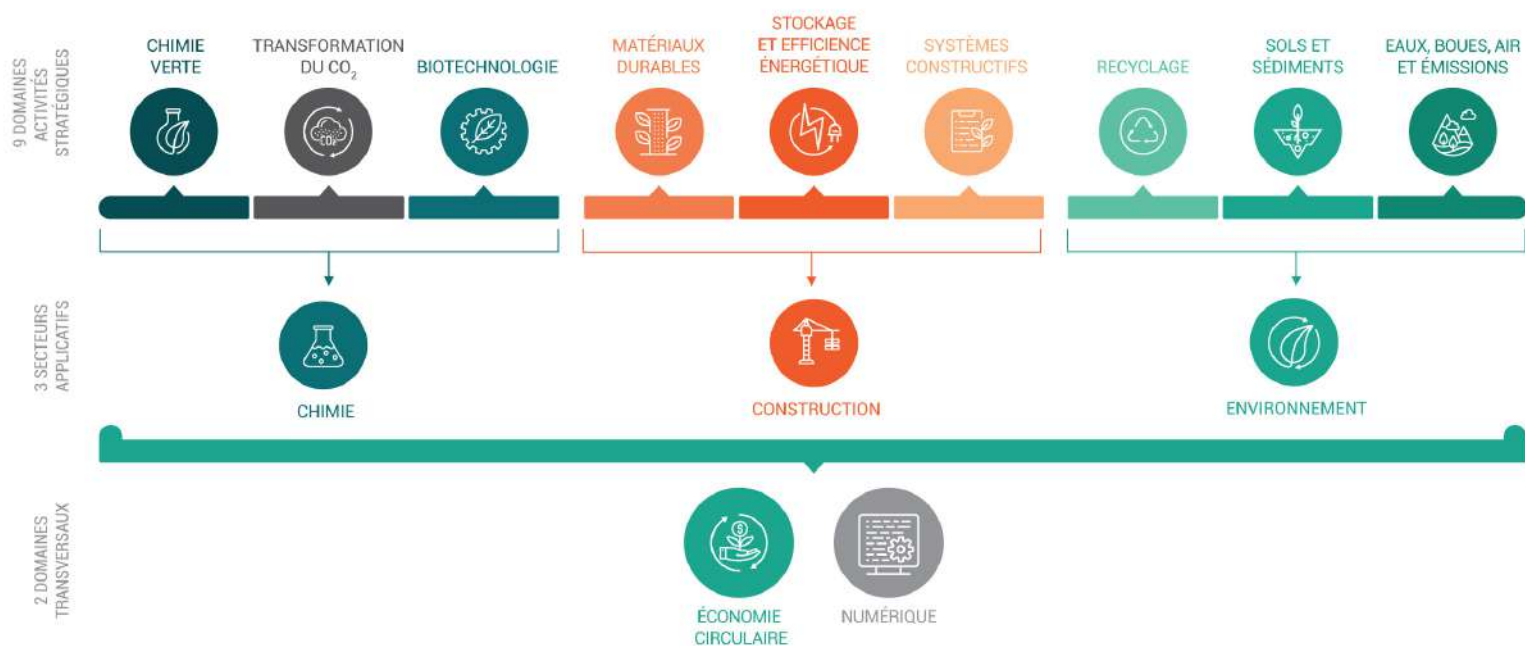 9 DOMAINES
ACTIVITÉS
STRATÉGIQUES
CHIMIE
VERTE
TRANSFORMATION
DU CO₂
BIOTECHNOLOGIE
MATÉRIAUX
DURABLES
STOCKAGE
ET EFFICIENCE
ÉNERGÉTIQUE
SYSTÈMES
CONSTRUCTIFS
RECYCLAGE
SOLS ET
SÉDIMENTS
EAUX, BOUES, AIR
ET ÉMISSIONS
CO₂
3 SECTEURS
APPLICATIFS
CHIMIE
CONSTRUCTION
ENVIRONNEMENT
2 DOMAINES
TRANSVERSAUX
$
ÉCONOMIE
CIRCULAIRE
NUMÉRIQUE